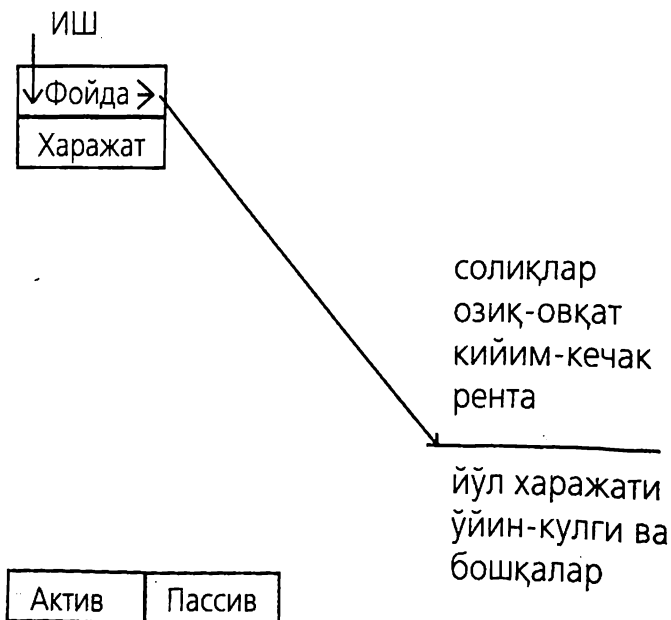 ИШ
Фойда
Харажат
солиқлар
озиқ-овқат
кийим-кечак
рента
йўл харажати
ўйин-кулги ва
бошқалар
Актив Пассив